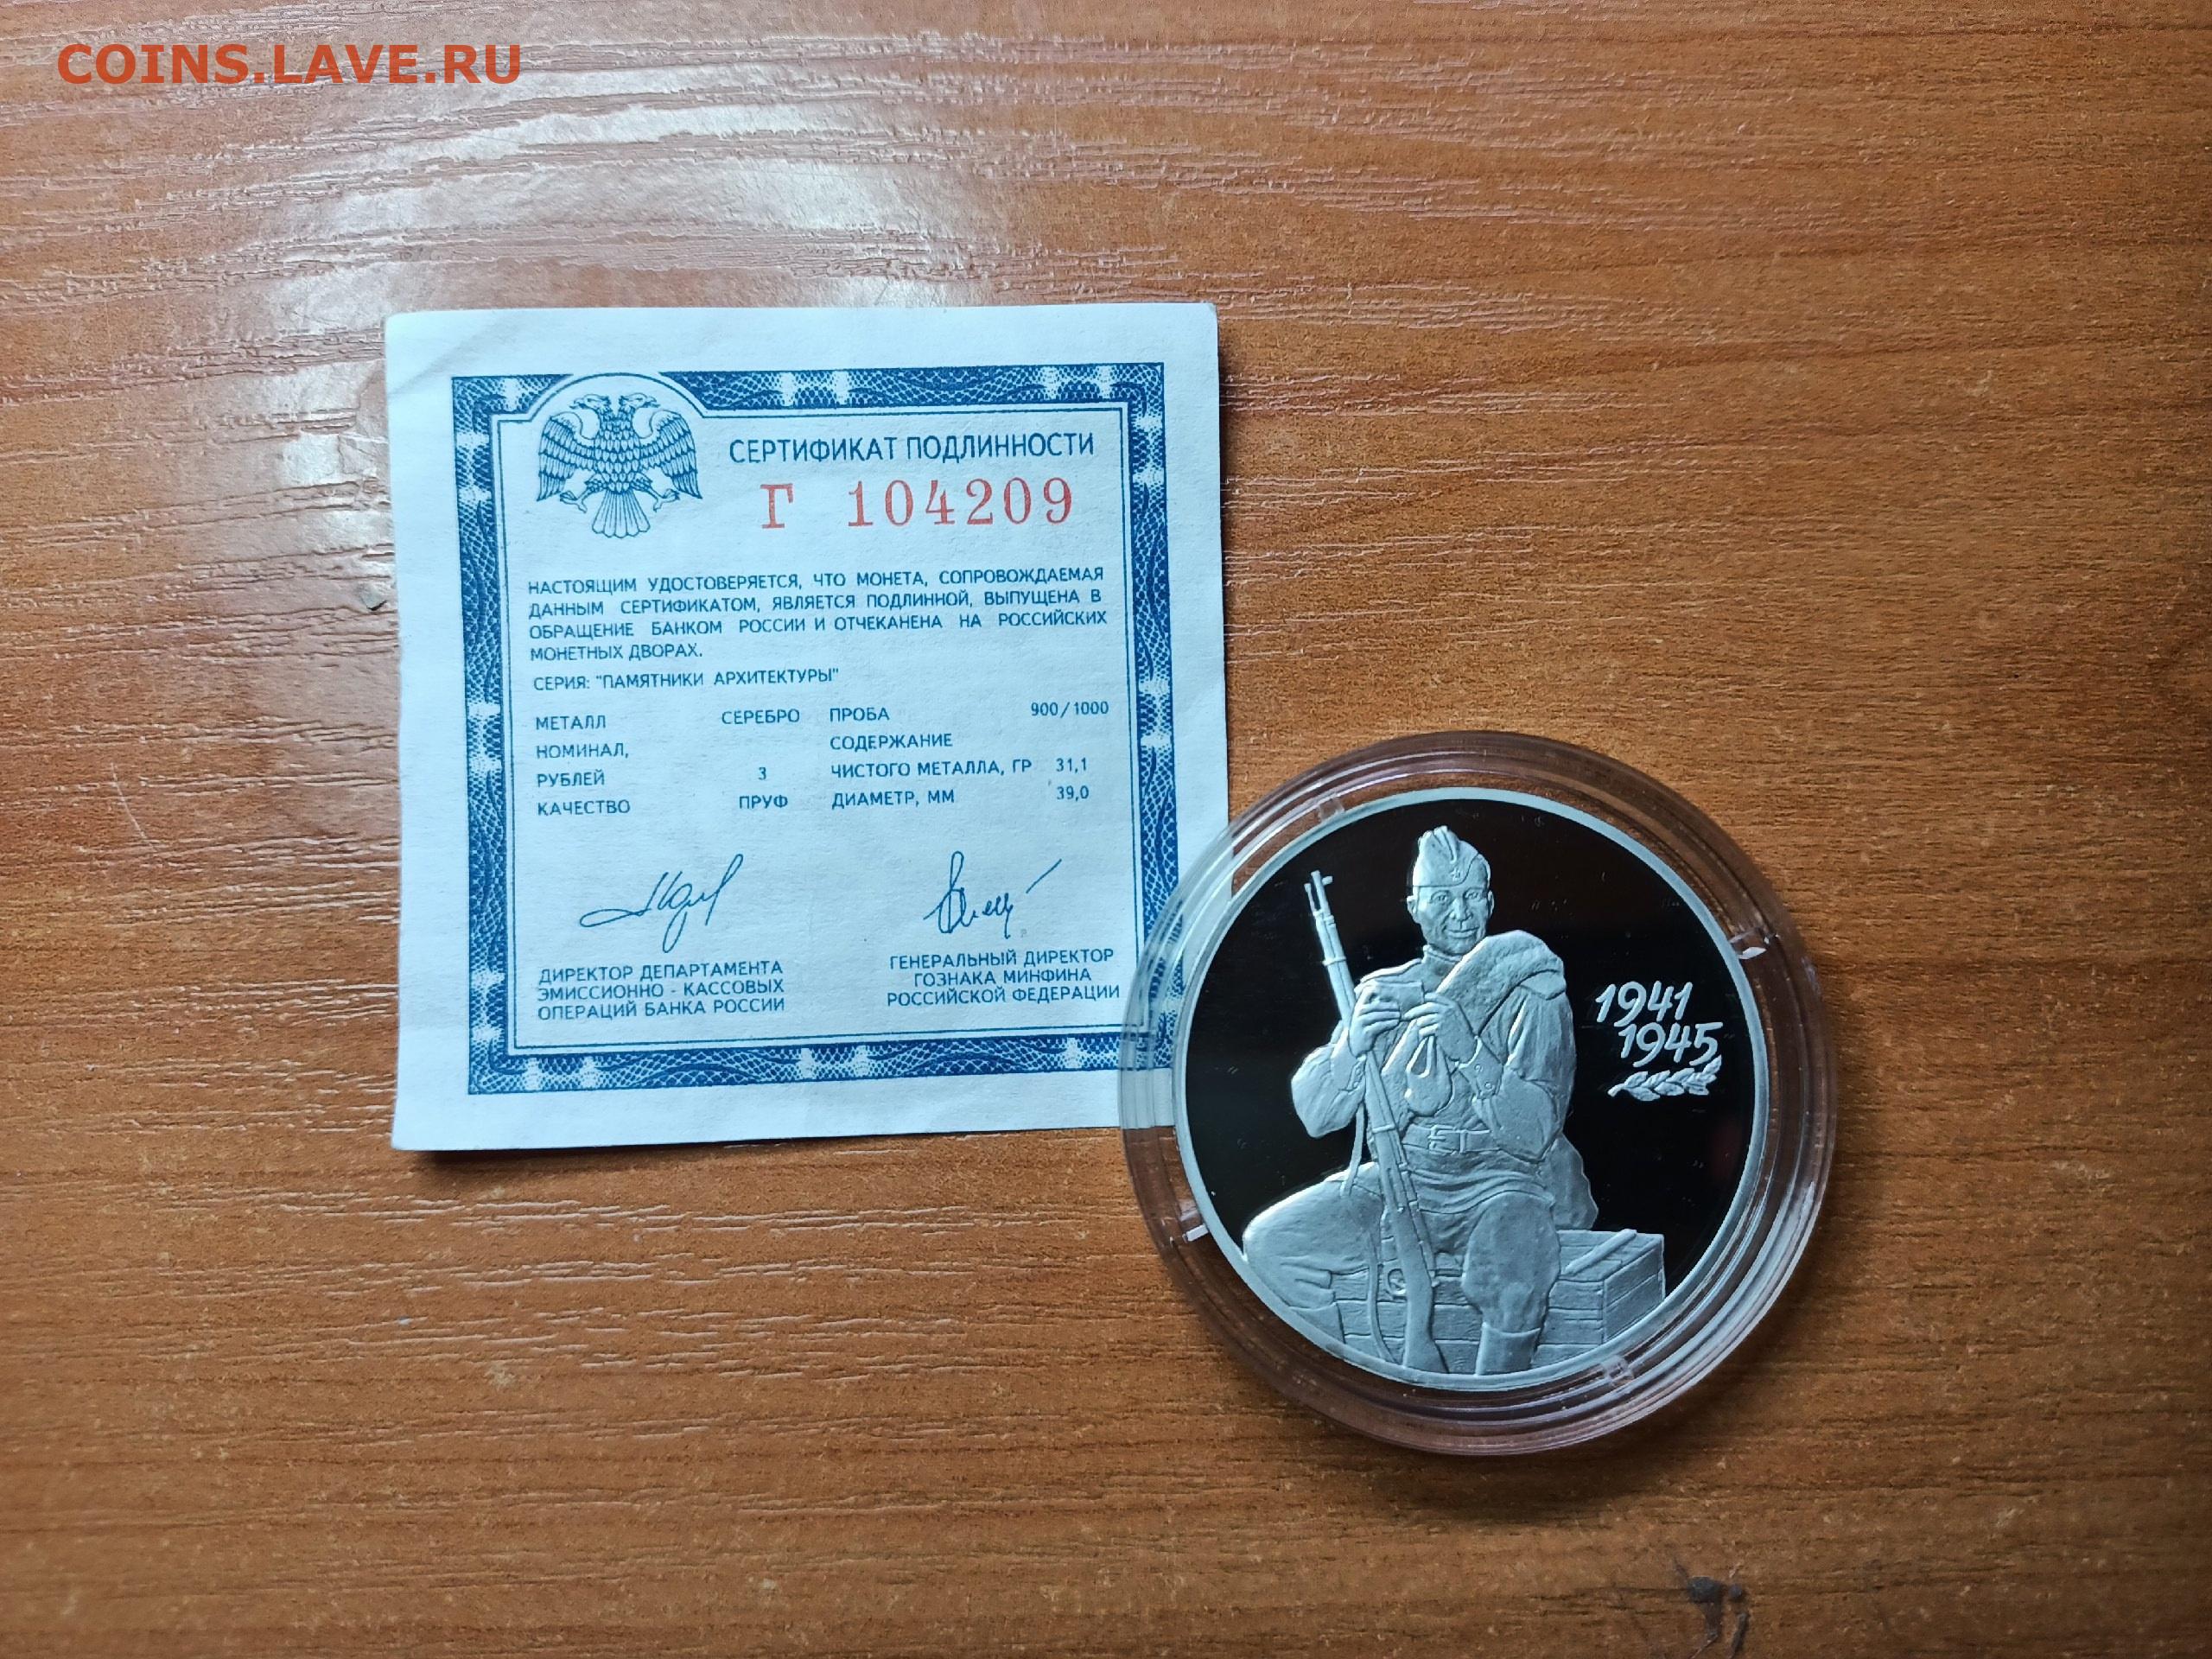 COINS.LAVE.RU
СЕРТИФИКАТ ПОДЛИННОСТИ
Г 104209
НАСТОЯЩИМ УДОСТОВЕРЯЕТСЯ, ЧТО МОНЕТА, СОПРОВОЖДАЕМАЯ
ДАННЫМ СЕРТИФИКАТОМ, ЯВЛЯЕТСЯ ПОДЛИННОЙ, ВЫПУЩЕНА В
ОБРАЩЕНИЕ БАНКОМ РОССИИ И ОТЧЕКАНЕНА НА РОССИЙСКИХ
МОНЕТНЫХ ДВОРАХ.
СЕРИЯ: "ПАМЯТНИКИ АРХИТЕКТУРЫ"
МЕТАЛЛ СЕРЕБРО ПРОБА 900/1000
НОМИНАЛ, СОДЕРЖАНИЕ
РУБЛЕЙ 3 ЧИСТОГО МЕТАЛЛА, ГР 31,1
КАЧЕСТВО ПРУФ ДИАМЕТР, ММ 39,0
ДИРЕКТОР ДЕПАРТАМЕНТА
ЭМИССИОННО - КАССОВЫХ
ОПЕРАЦИЙ БАНКА РОССИИ
ГЕНЕРАЛЬНЫЙ ДИРЕКТОР
ГОЗНАКА МИНФИНА
РОССИЙСКОЙ ФЕДЕРАЦИИ
1941
1945